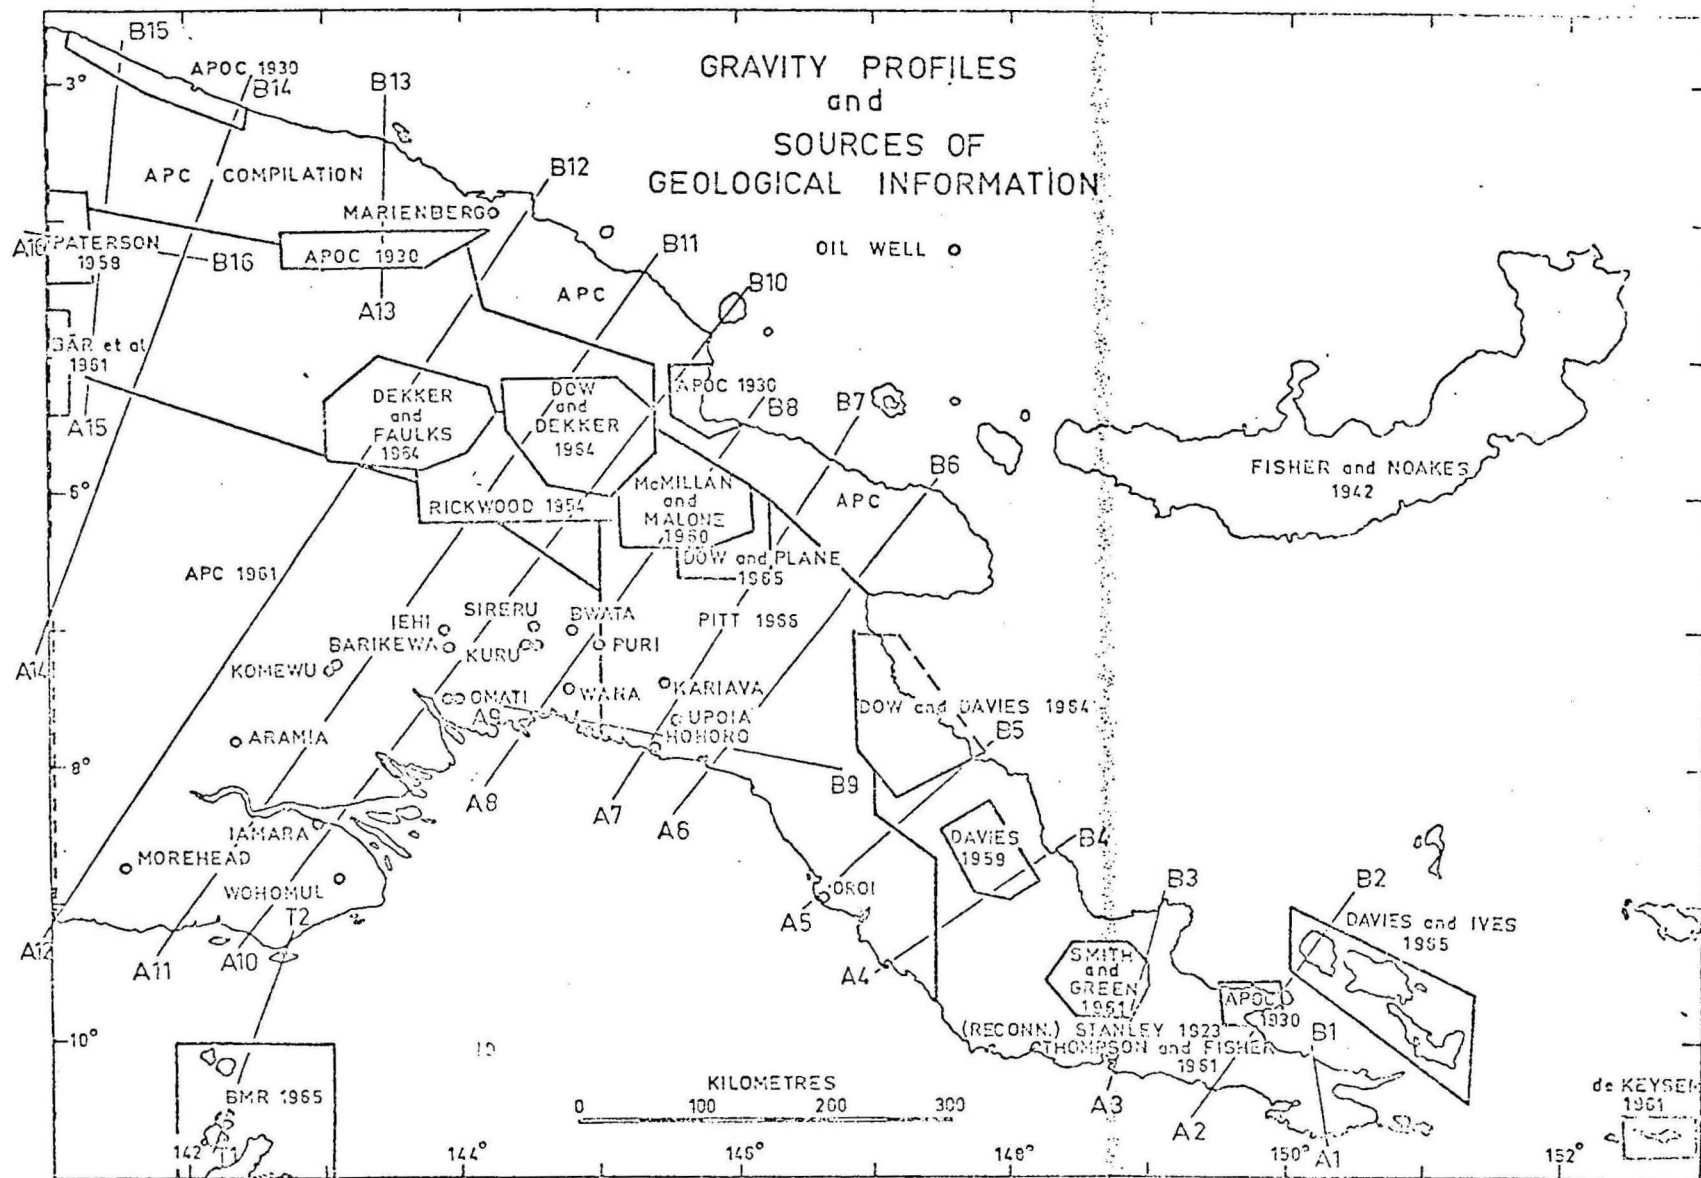 GRAVITY PROFILES
and
SOURCES OF
GEOLOGICAL INFORMATION
OIL WELL
B15
APOC 1930
B14
B13
3°
APC COMPILATION
B12
MARIENBERG
A16
PATERSON
1958
B16
APOC 1930
A13
B11
APC
B10
BÄR et al
1961
A15
DEKKER
and
FAULKS
1964
DOW
and
DEKKER
1964
APOC 1930
B8
B7
B6
APC
FISHER and NOAKES
1942
RICKWOOD 1954
McMILLAN
and
MALONE
1960
DOW and PLANE
1965
APC 1961
PITT 1966
IEHI
SIRERU
BWATA
BARIKEWA
KURU
PURI
A14
KOMEWU
OMATI
A9
WANA
KARIAVA
UPOIA
HOHORO
ARAMIA
DOW and DAVIES 1964
B5
8°
A8
A7
A6
B9
IAMARA
MOREHEAD
WOHOMUL
T2
DAVIES
1959
B4
OROI
A5
B3
B2
A12
A11
A10
A4
DAVIES and IVES
1965
SMITH
and
GREEN
1961
APOC
1930
(RECONN.) STANLEY 1923
THOMPSON and FISHER
1961
B1
10°
BMR 1965
T1
KILOMETRES
0 100 200 300
A3
A2
A1
de KEYSER
1961
142° 144° 146° 148° 150° 152°